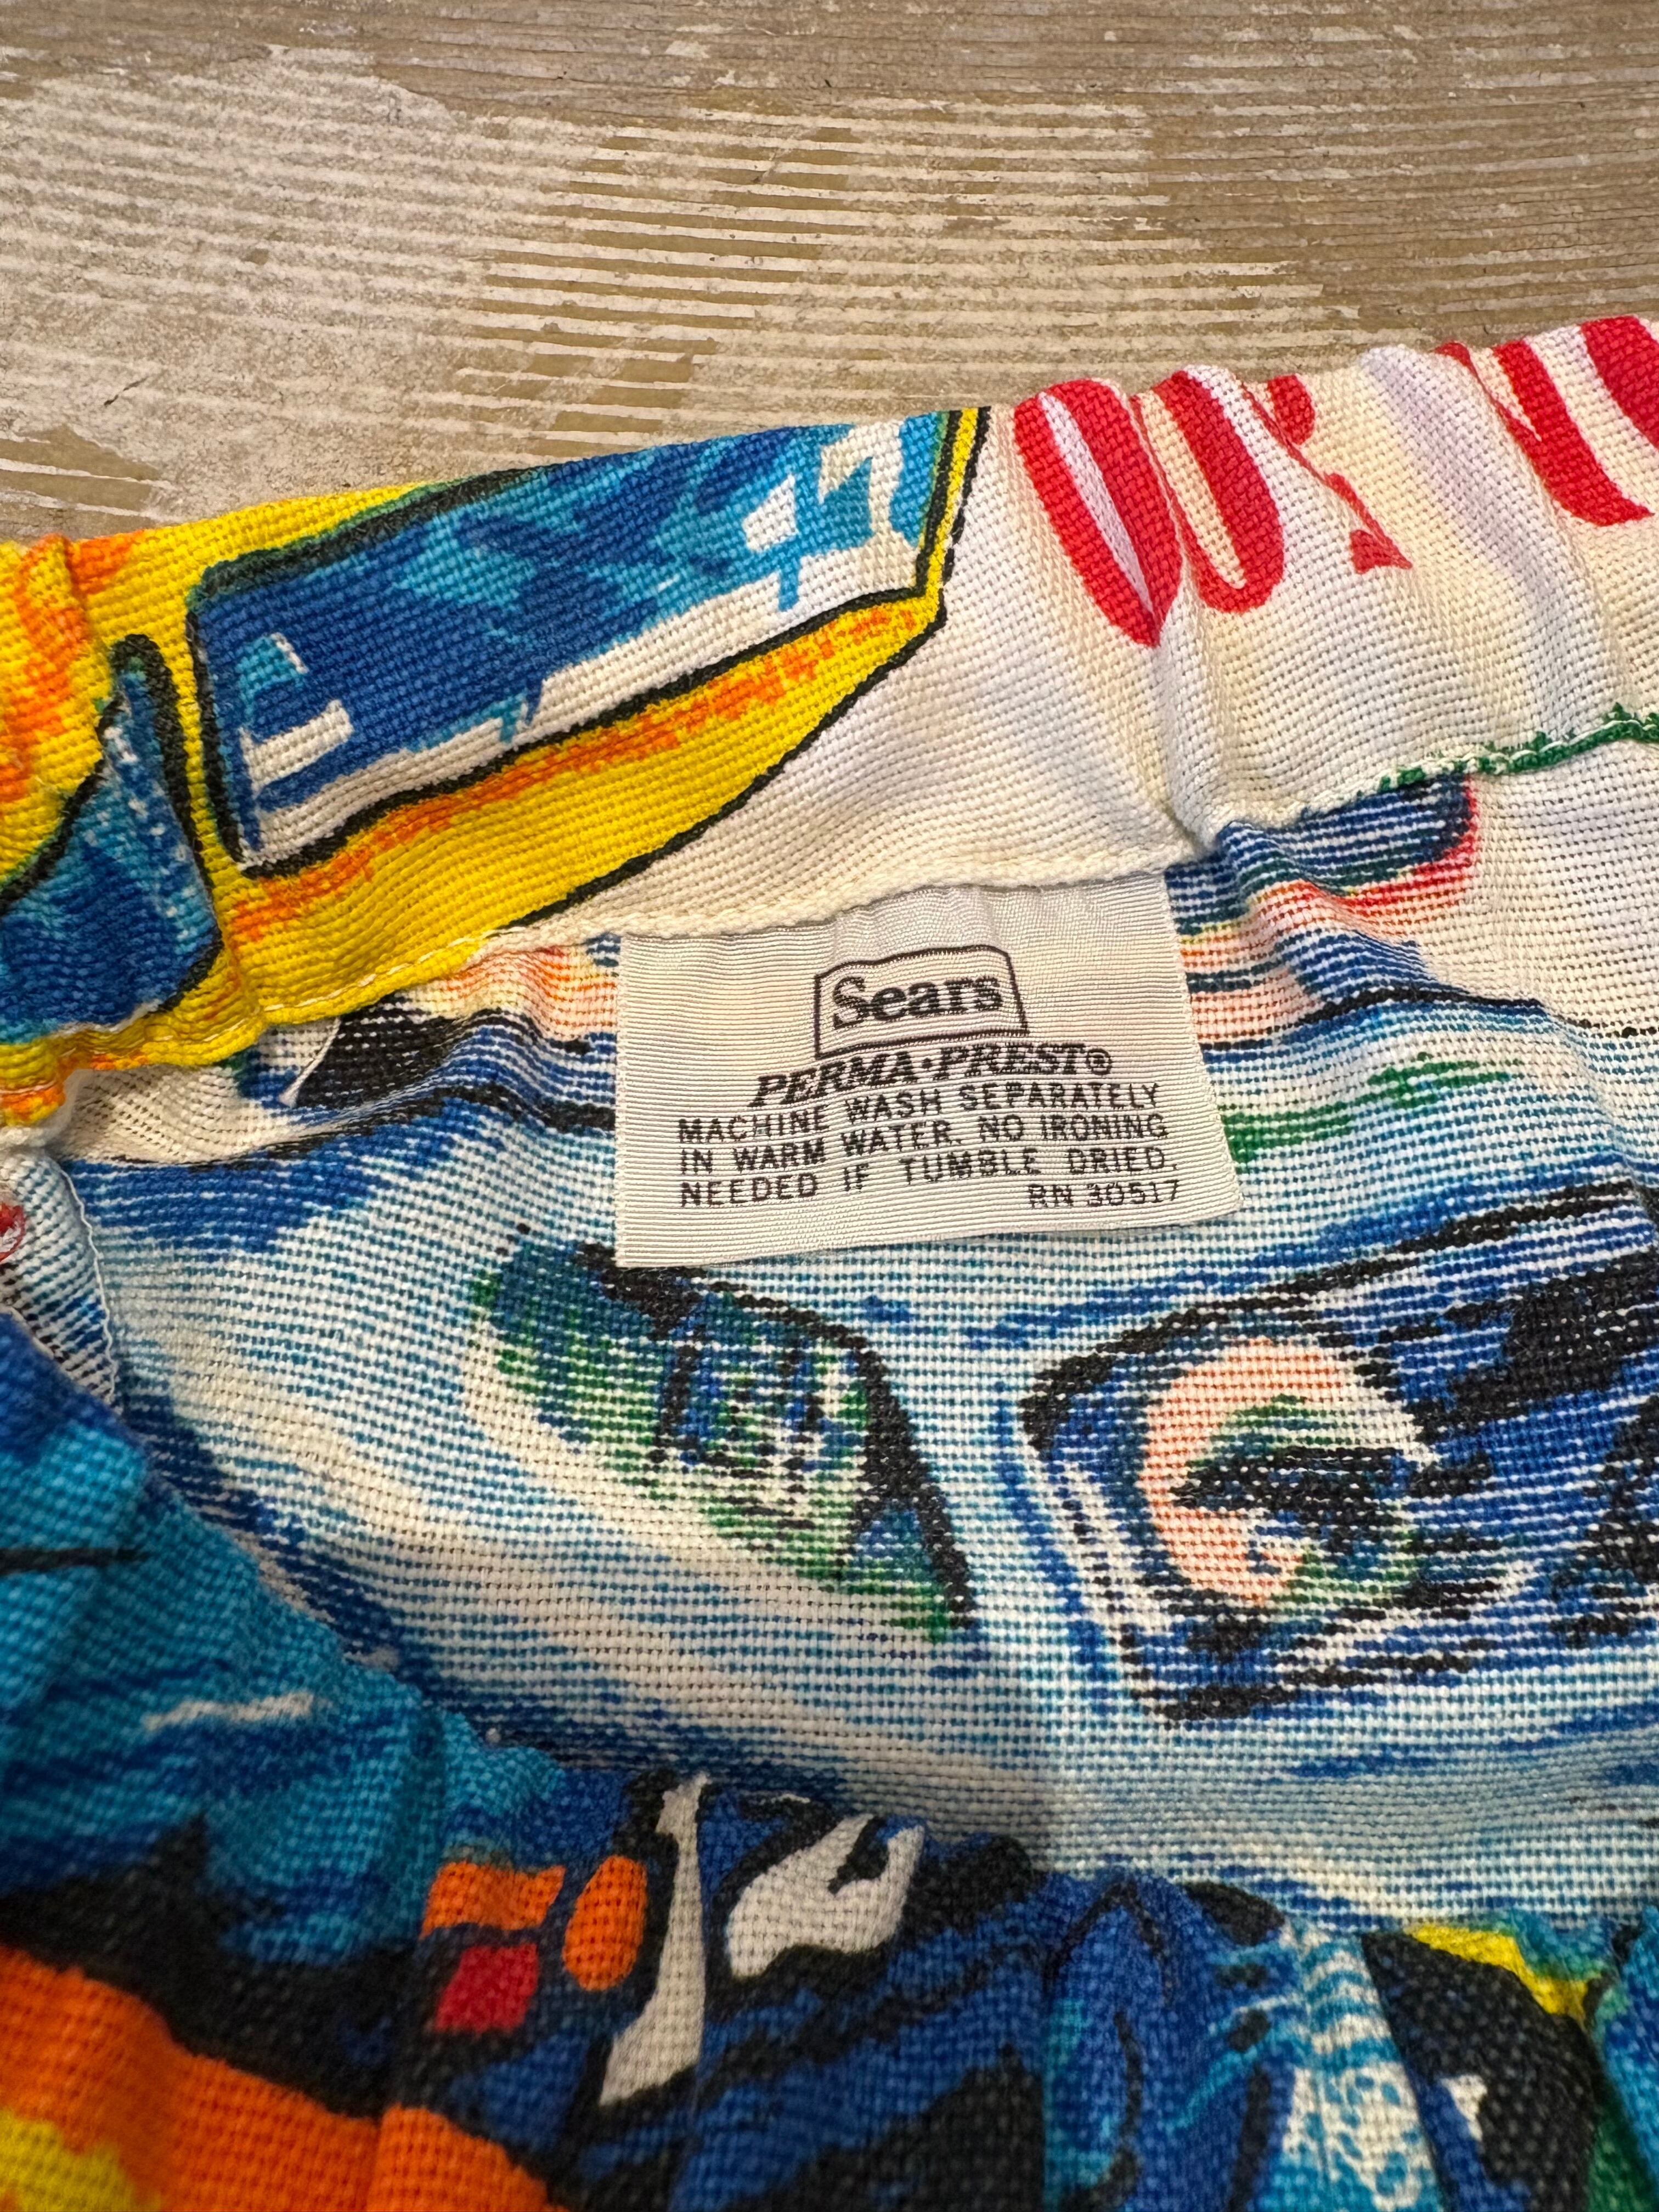 Sears
PERMA•PREST®
MACHINE WASH SEPARATELY
IN WARM WATER. NO IRONING
NEEDED IF TUMBLE DRIED.
RN 30517